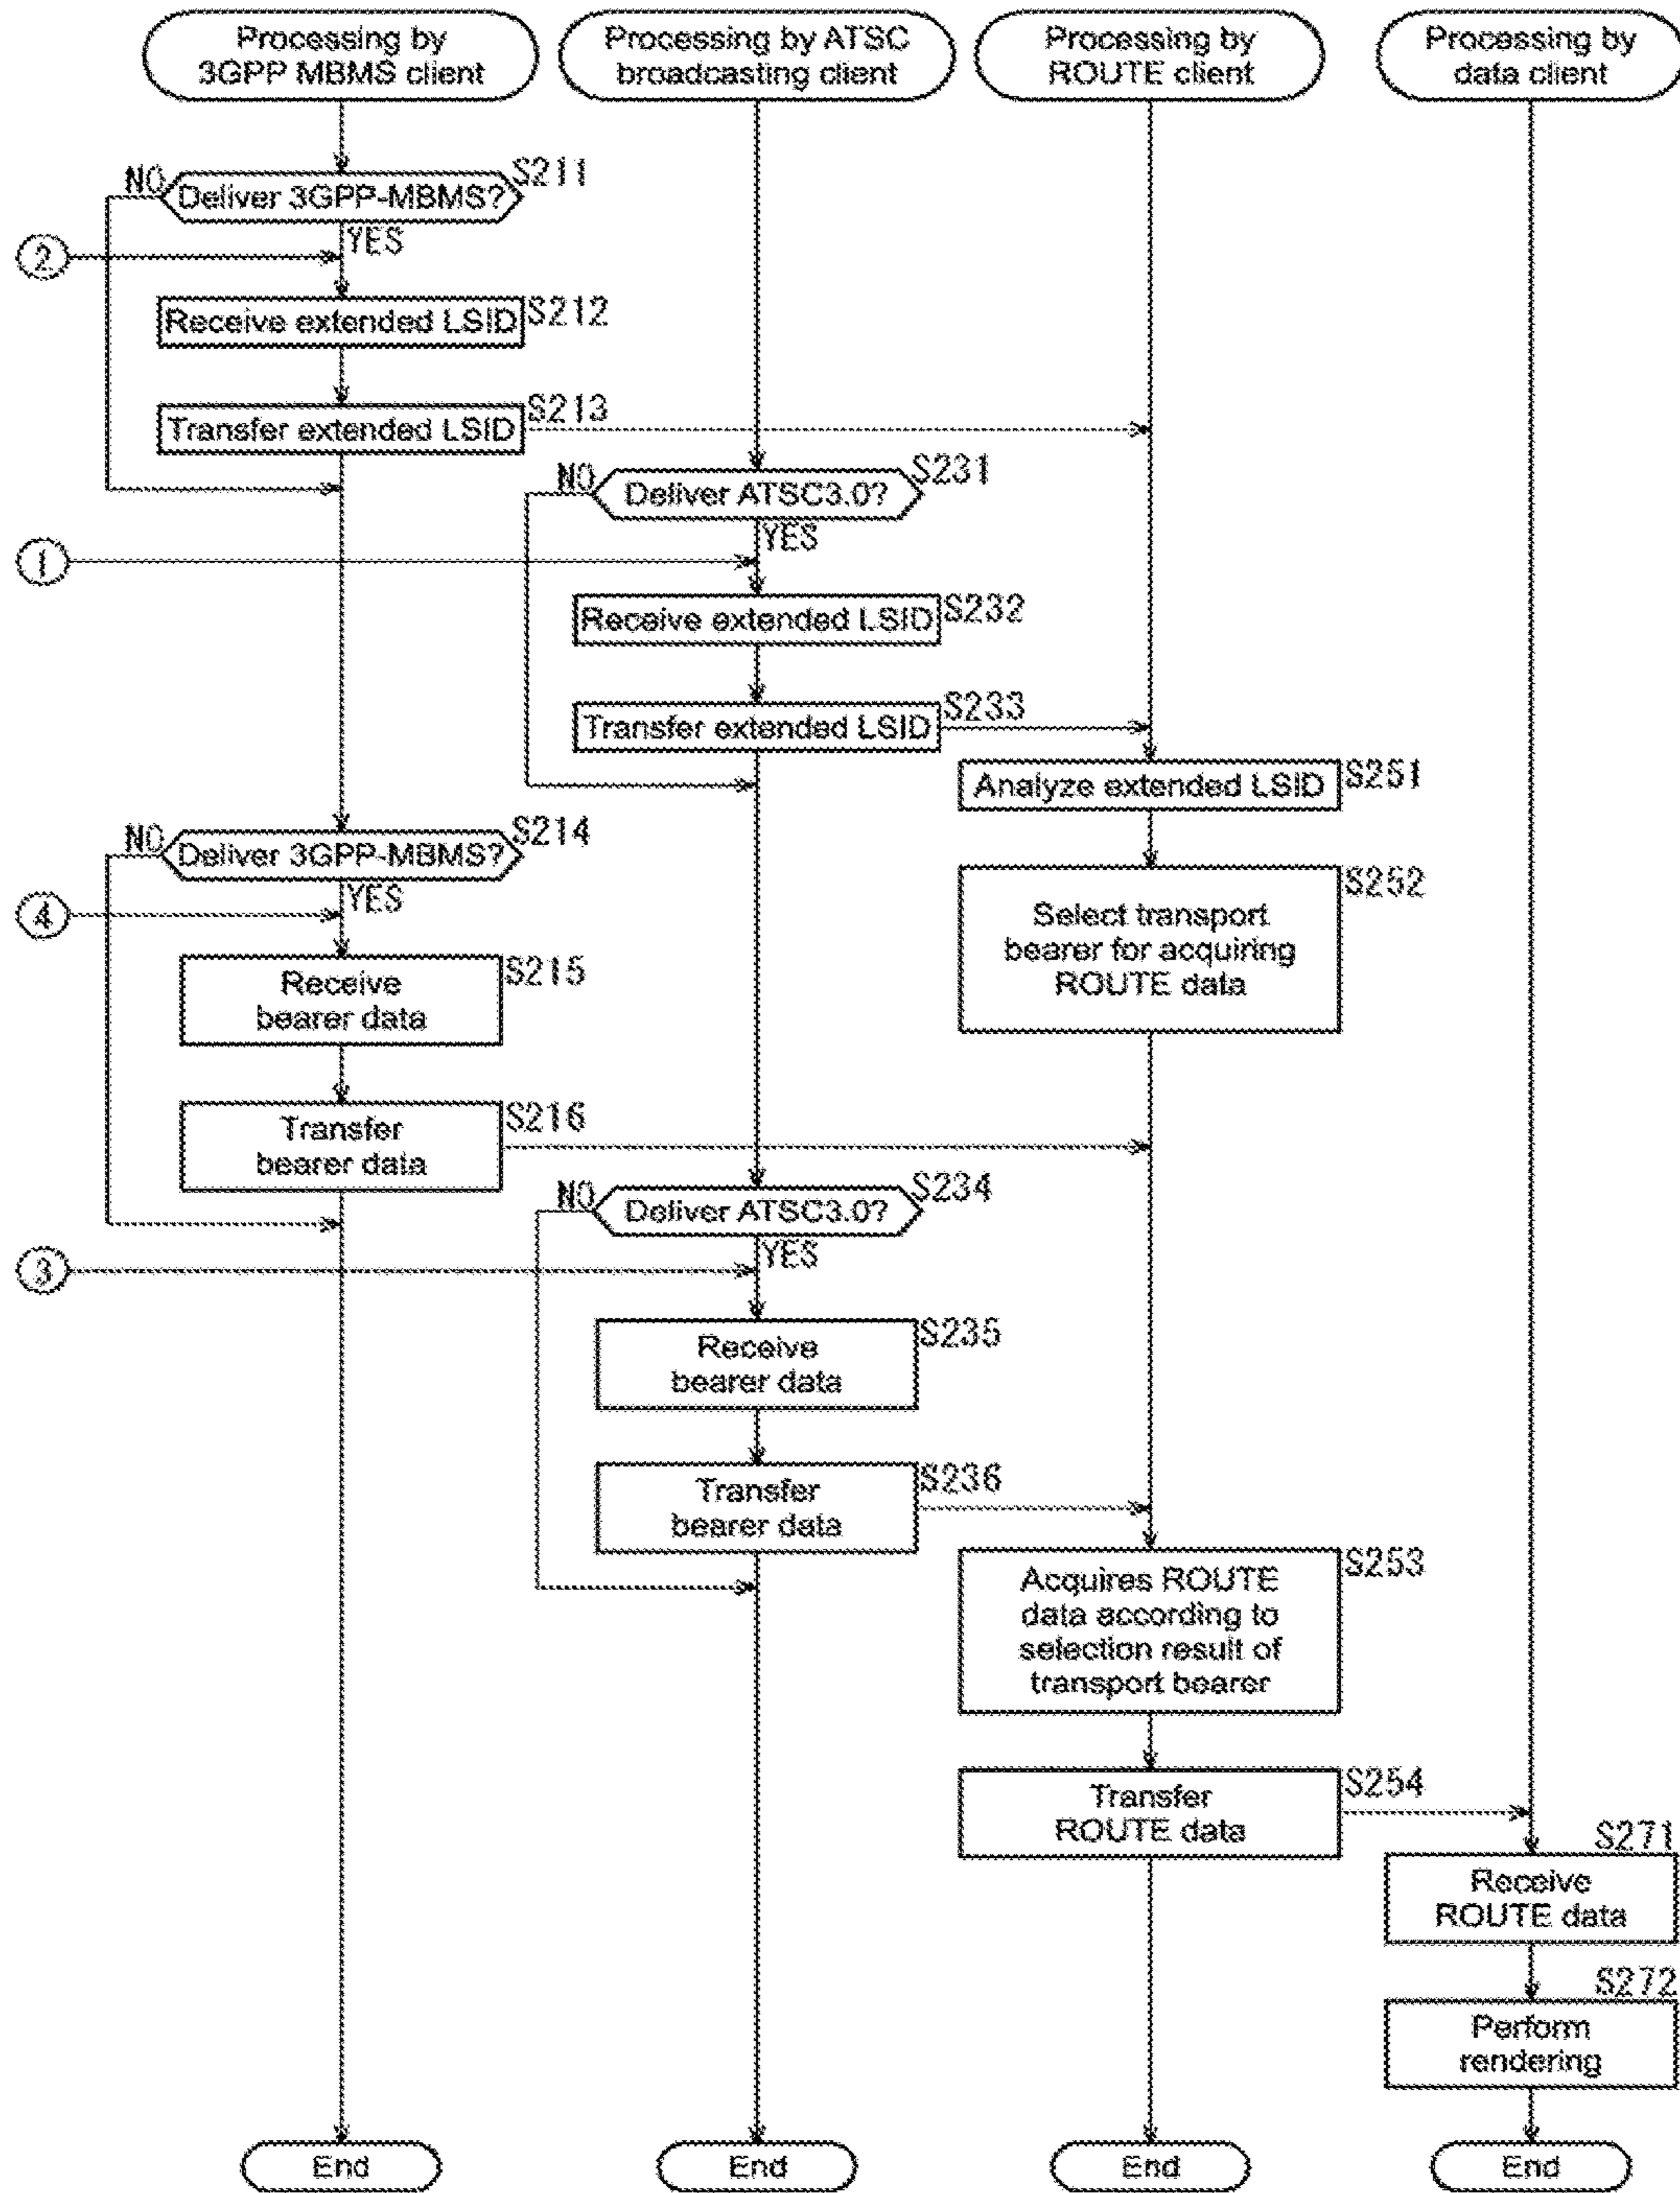 Processing by
3GPP MBMS client
Processing by ATSC
broadcasting client
Processing by
ROUTE client
Processing by
data client
S211
NO
Deliver 3GPP-MBMS?
YES
2
S212
Receive extended LSID
S213
Transfer extended LSID
S231
NO
Deliver ATSC3.0?
YES
1
S232
Receive extended LSID
S233
Transfer extended LSID
S251
Analyze extended LSID
S214
NO
Deliver 3GPP-MBMS?
YES
4
S252
Select transport
bearer for acquiring
ROUTE data
S215
Receive
bearer data
S216
Transfer
bearer data
S234
NO
Deliver ATSC3.0?
YES
3
S235
Receive
bearer data
S236
Transfer
bearer data
S253
Acquires ROUTE
data according to
selection result of
transport bearer
S254
Transfer
ROUTE data
S271
Receive
ROUTE data
S272
Perform
rendering
End
End
End
End